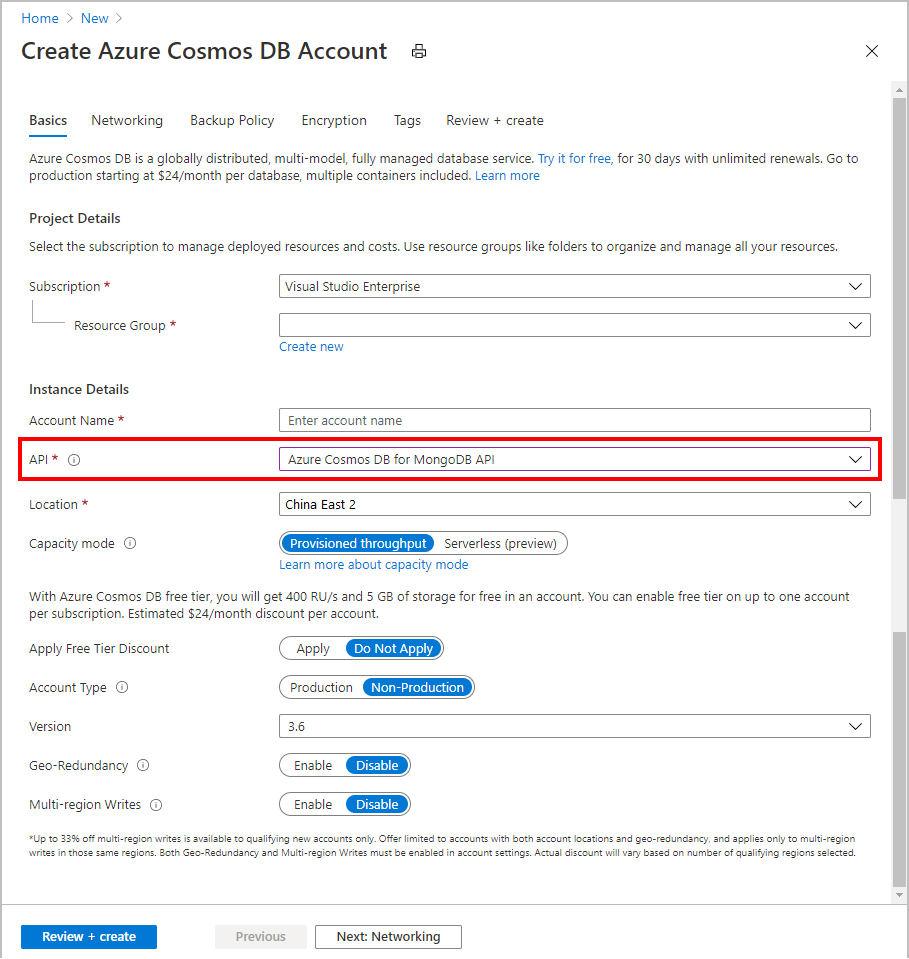 Home > New >
Create Azure Cosmos DB Account
Basics Networking Backup Policy Encryption Tags Review + create
Azure Cosmos DB is a globally distributed, multi-model, fully managed database service. Try it for free, for 30 days with unlimited renewals. Go to
production starting at $24/month per database, multiple containers included. Learn more
Project Details
Select the subscription to manage deployed resources and costs. Use resource groups like folders to organize and manage all your resources.
Subscription * Visual Studio Enterprise
Resource Group *
Create new
Instance Details
Account Name * Enter account name
API * Azure Cosmos DB for MongoDB API
Location * China East 2
Capacity mode Provisioned throughput Serverless (preview)
Learn more about capacity mode
With Azure Cosmos DB free tier, you will get 400 RU/s and 5 GB of storage for free in an account. You can enable free tier on up to one account
per subscription. Estimated $24/month discount per account.
Apply Free Tier Discount Apply Do Not Apply
Account Type Production Non-Production
Version 3.6
Geo-Redundancy Enable Disable
Multi-region Writes Enable Disable
*Up to 33% off multi-region writes is available to qualifying new accounts only. Offer limited to accounts with both account locations and geo-redundancy, and applies only to multi-region
writes in those same regions. Both Geo-Redundancy and Multi-region Writes must be enabled in account settings. Actual discount will vary based on number of qualifying regions selected.
Review + create Previous Next: Networking